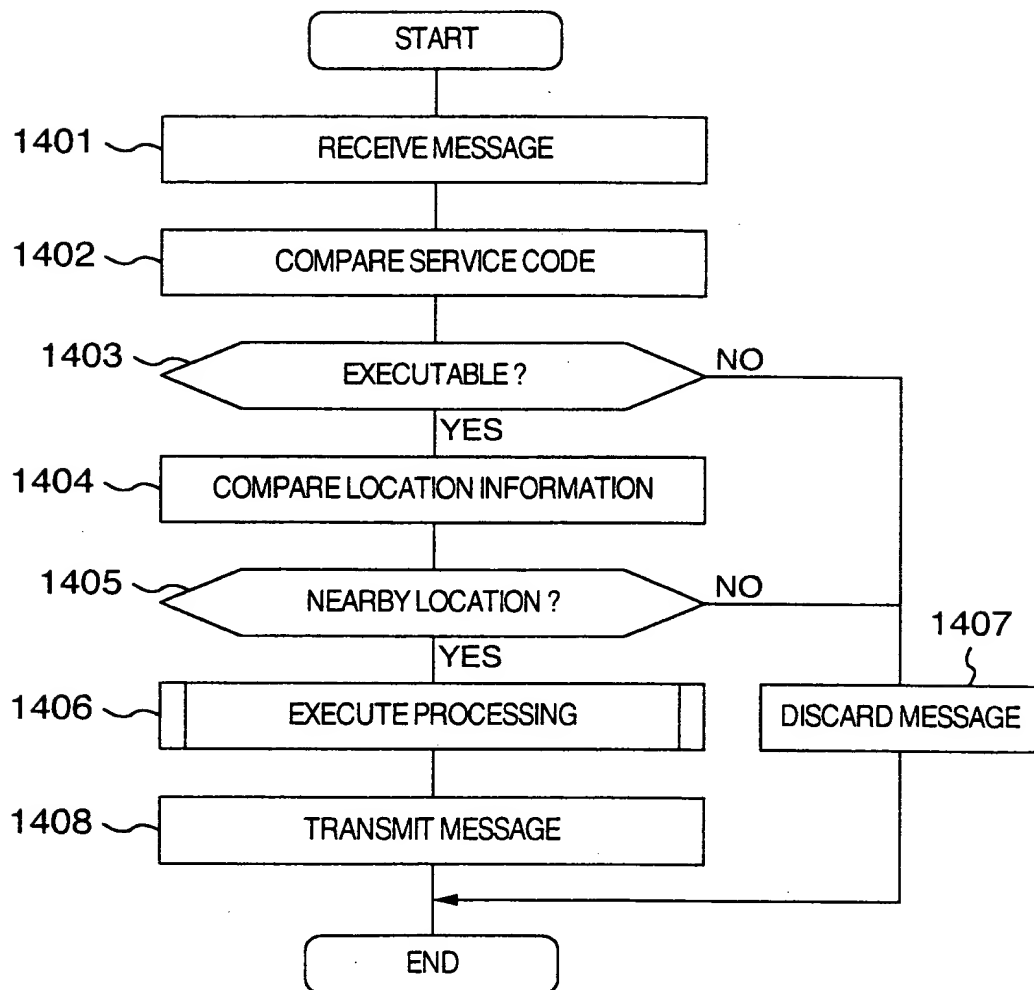 START
1401
RECEIVE MESSAGE
1402
COMPARE SERVICE CODE
1403
EXECUTABLE ?
NO
YES
1404
COMPARE LOCATION INFORMATION
1405
NEARBY LOCATION ?
NO
YES
1407
1406
EXECUTE PROCESSING
DISCARD MESSAGE
1408
TRANSMIT MESSAGE
END